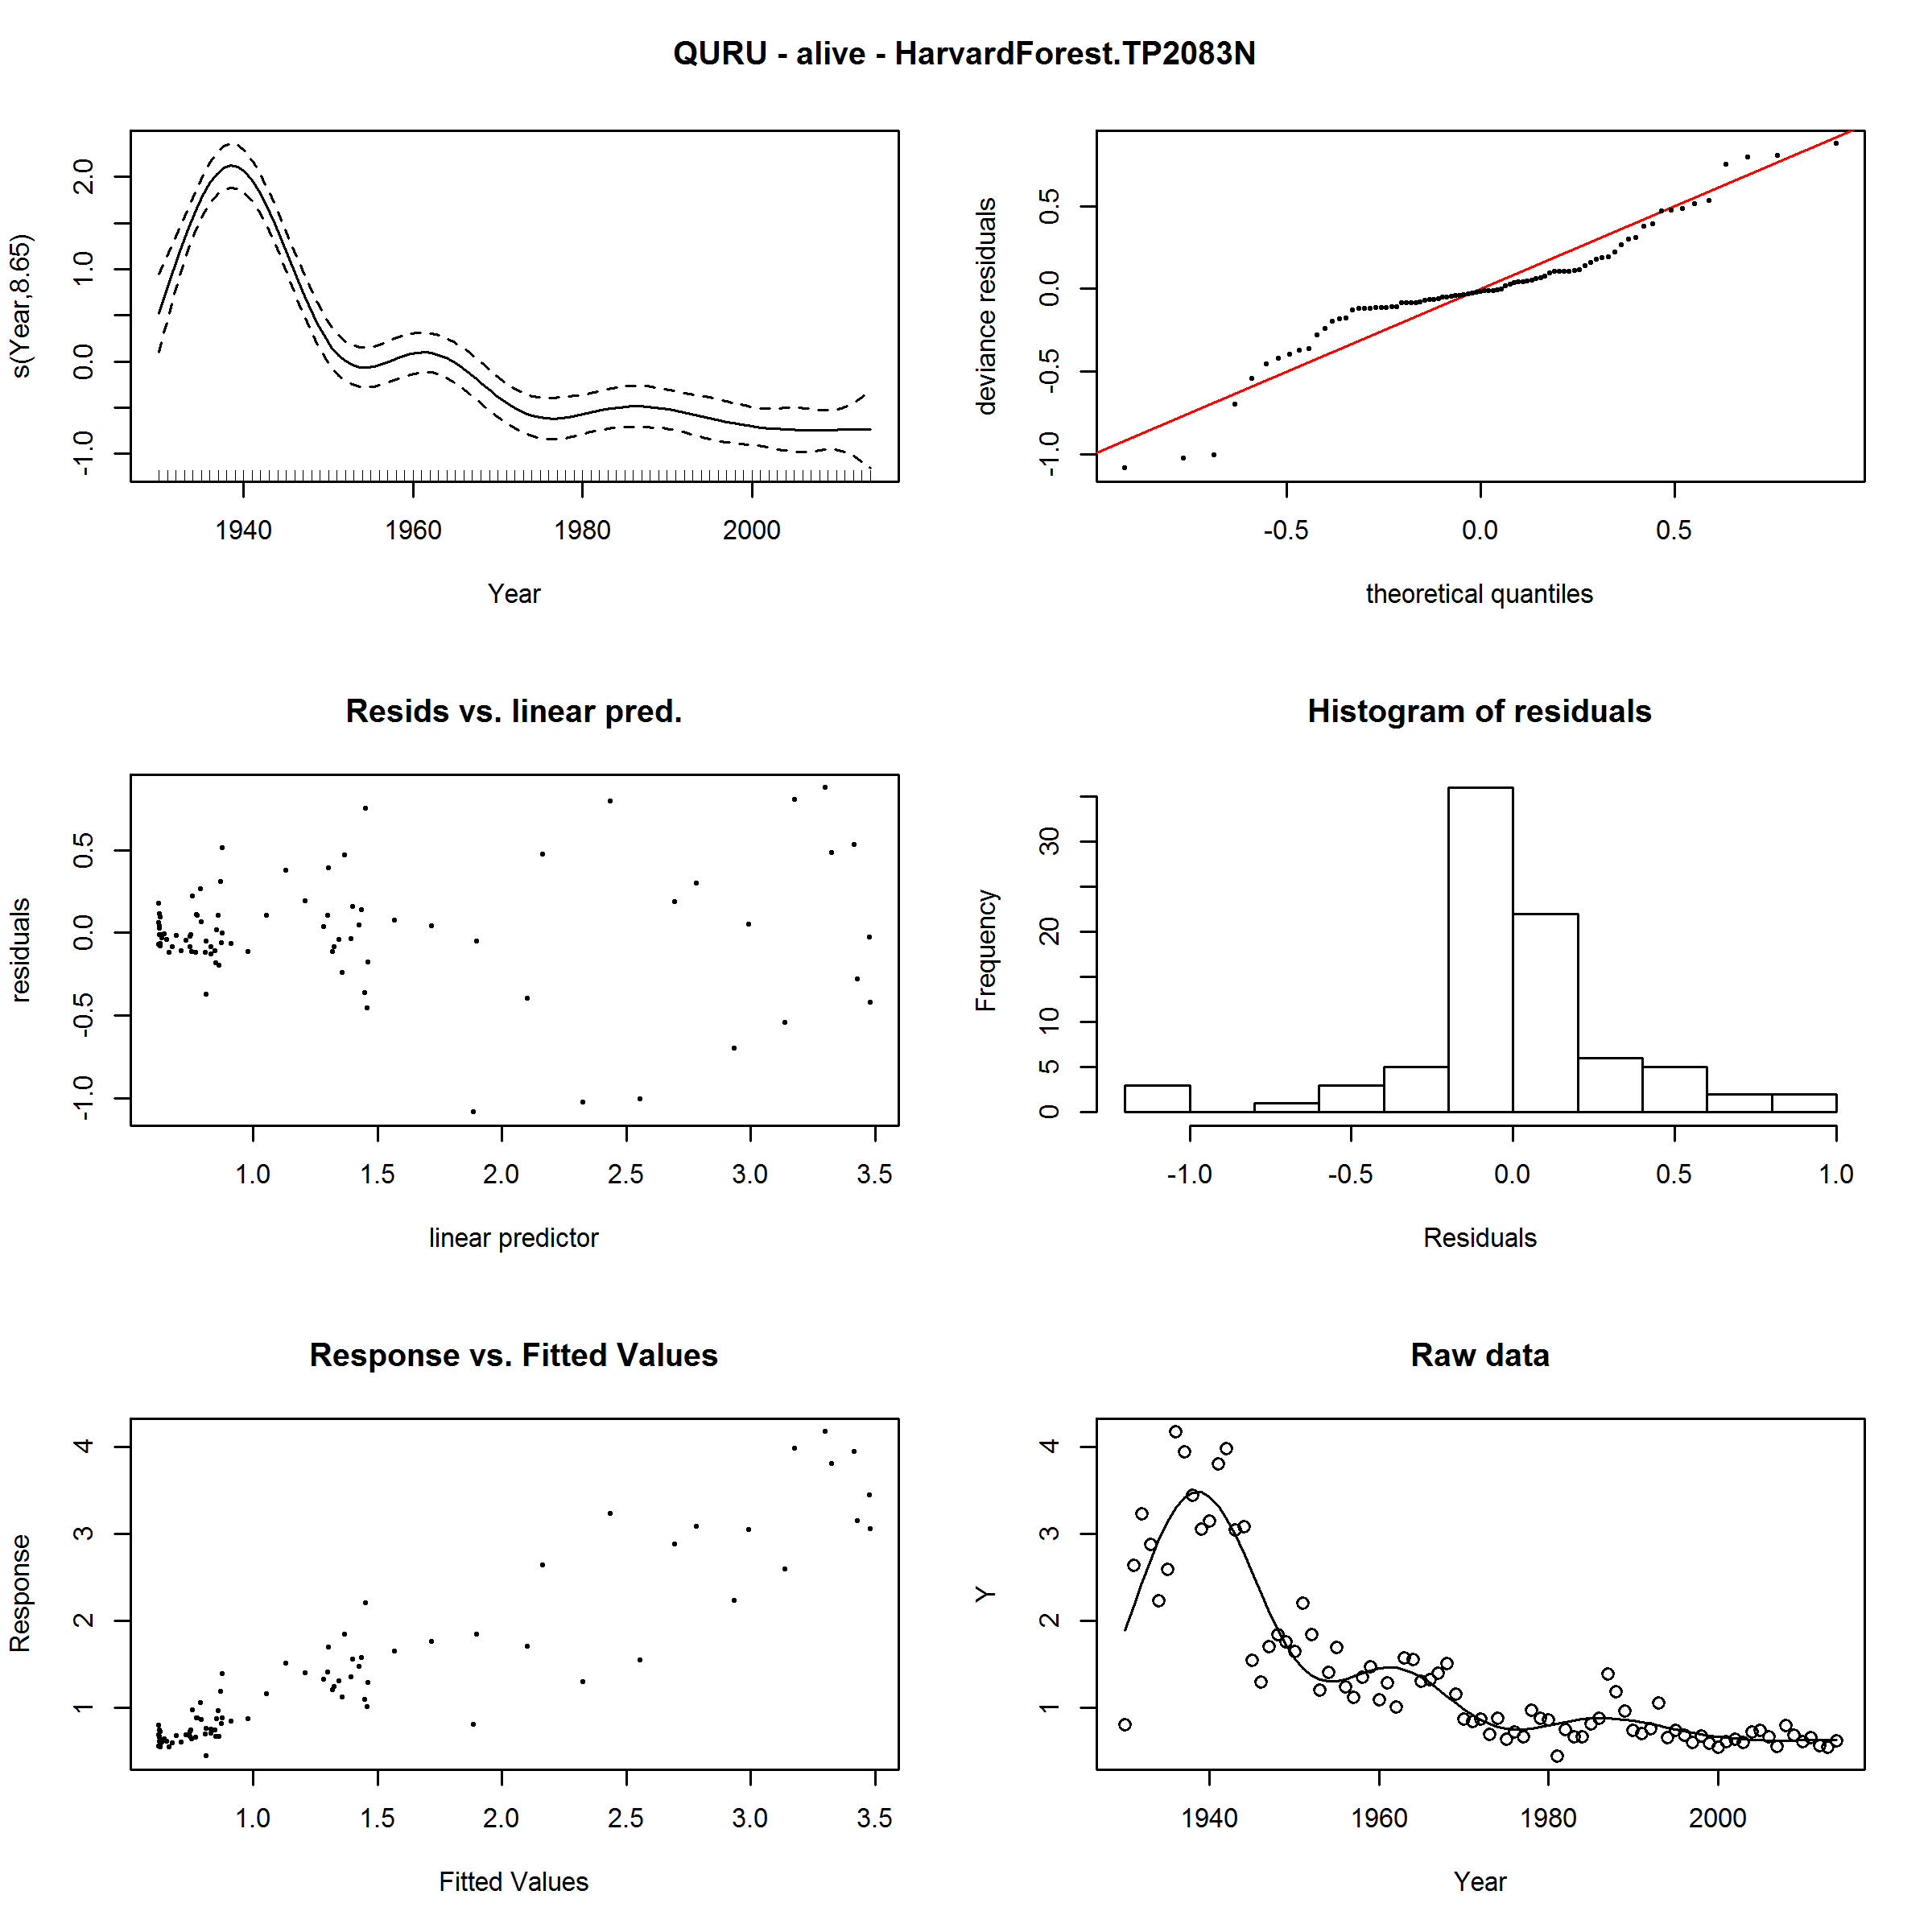 QURU - alive - HarvardForest.TP2083N
s(Year,8.65)
-1.0 0.0 1.0 2.0
1940 1960 1980 2000
Year
deviance residuals
-1.0 -0.5 0.0 0.5
-0.5 0.0 0.5
theoretical quantiles
Resids vs. linear pred.
residuals
-1.0 -0.5 0.0 0.5
1.0 1.5 2.0 2.5 3.0 3.5
linear predictor
Histogram of residuals
Frequency
0 5 10 20 30
-1.0 -0.5 0.0 0.5 1.0
Residuals
Response vs. Fitted Values
Response
1 2 3 4
1.0 1.5 2.0 2.5 3.0 3.5
Fitted Values
Raw data
Y
1 2 3 4
1940 1960 1980 2000
Year